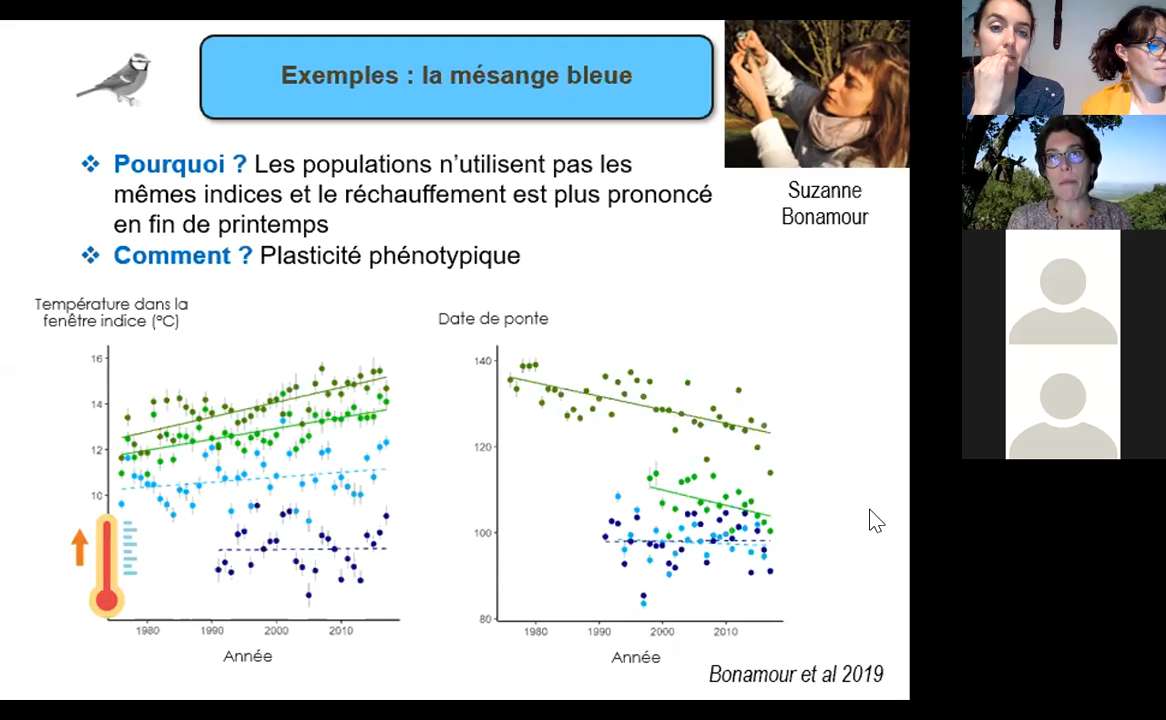 Exemples : la mésange bleue
Pourquoi ? Les populations n’utilisent pas les
mêmes indices et le réchauffement est plus prononcé
en fin de printemps
Comment ? Plasticité phénotypique
Suzanne
Bonamour
Température dans la
fenêtre indice (°C)
16
14
12
10
1980 1990 2000 2010
Année
Date de ponte
140
120
100
80
1980 1990 2000 2010
Année
Bonamour et al 2019